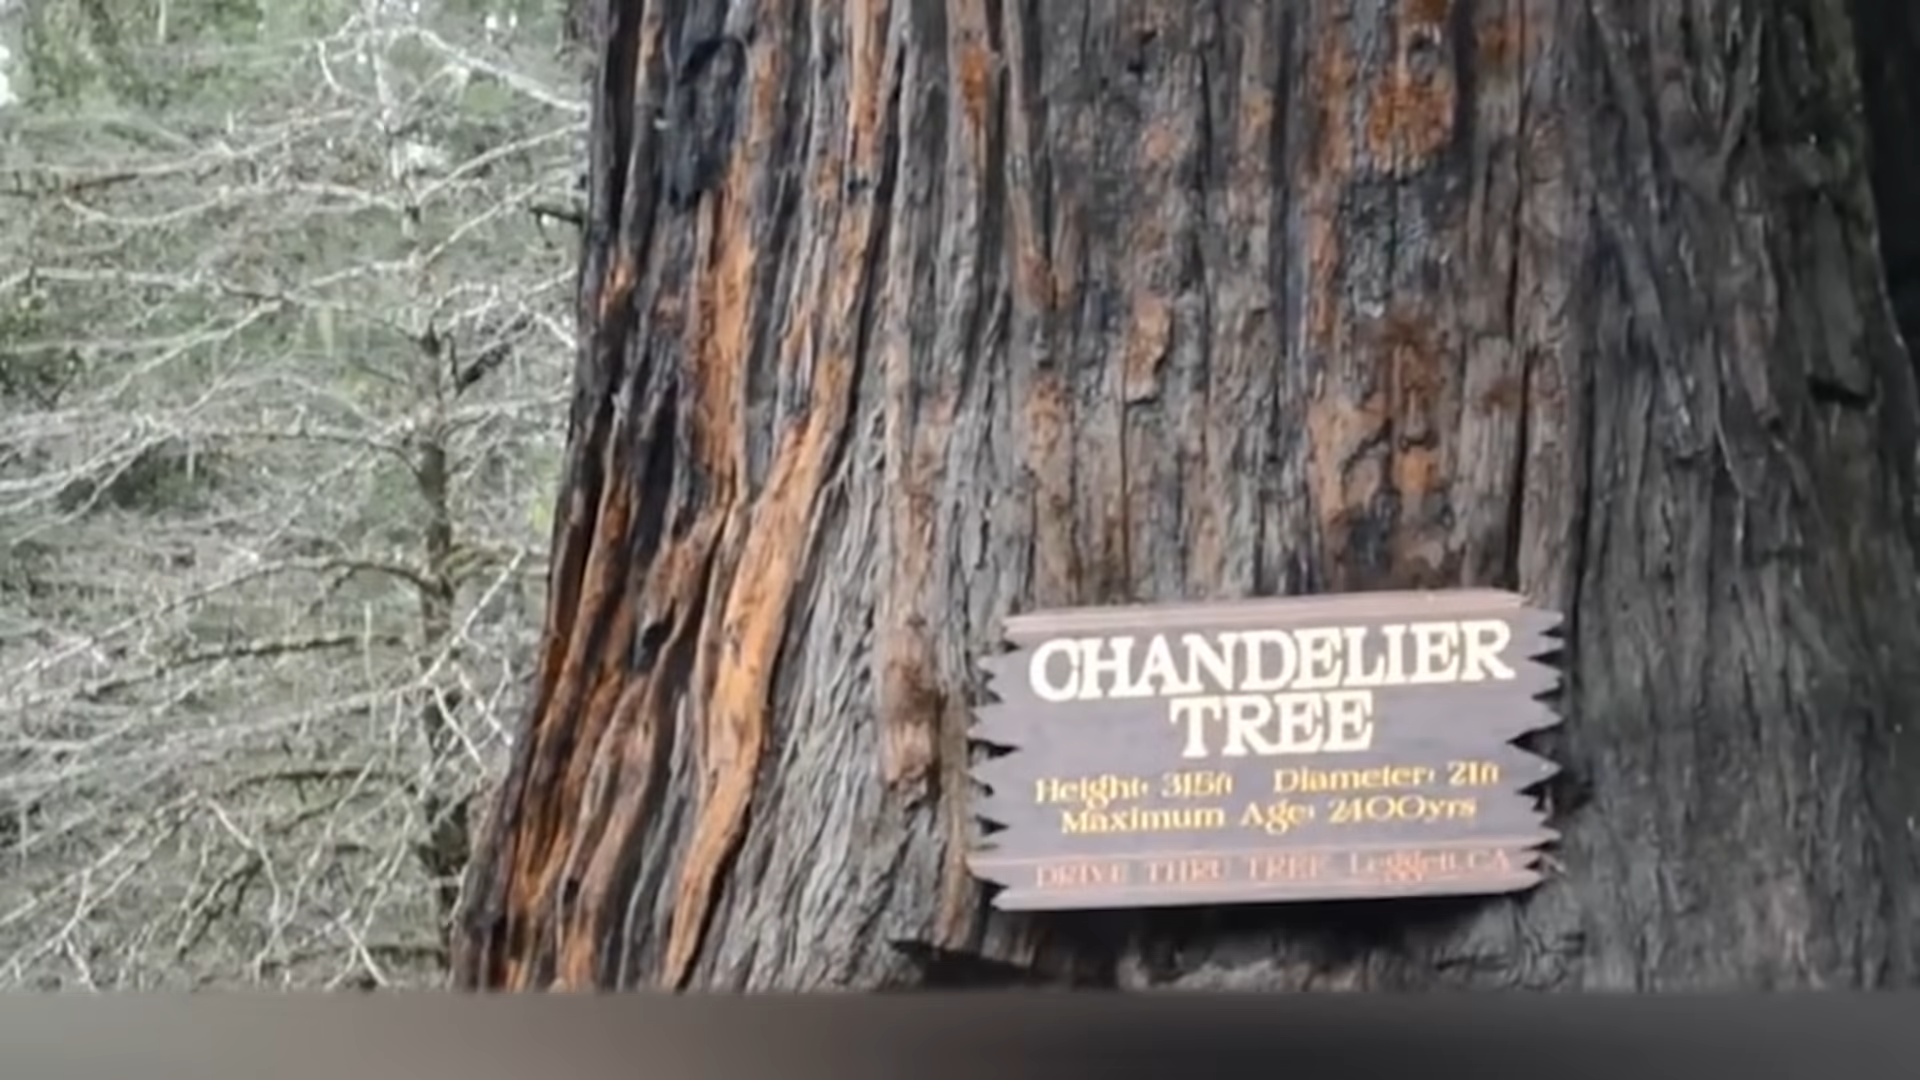 CHANDELIER
TREE
Height: 315ft Diameter: 21ft
Maximum Age: 2400yrs
DRIVE THRU TREE Leggett, CA